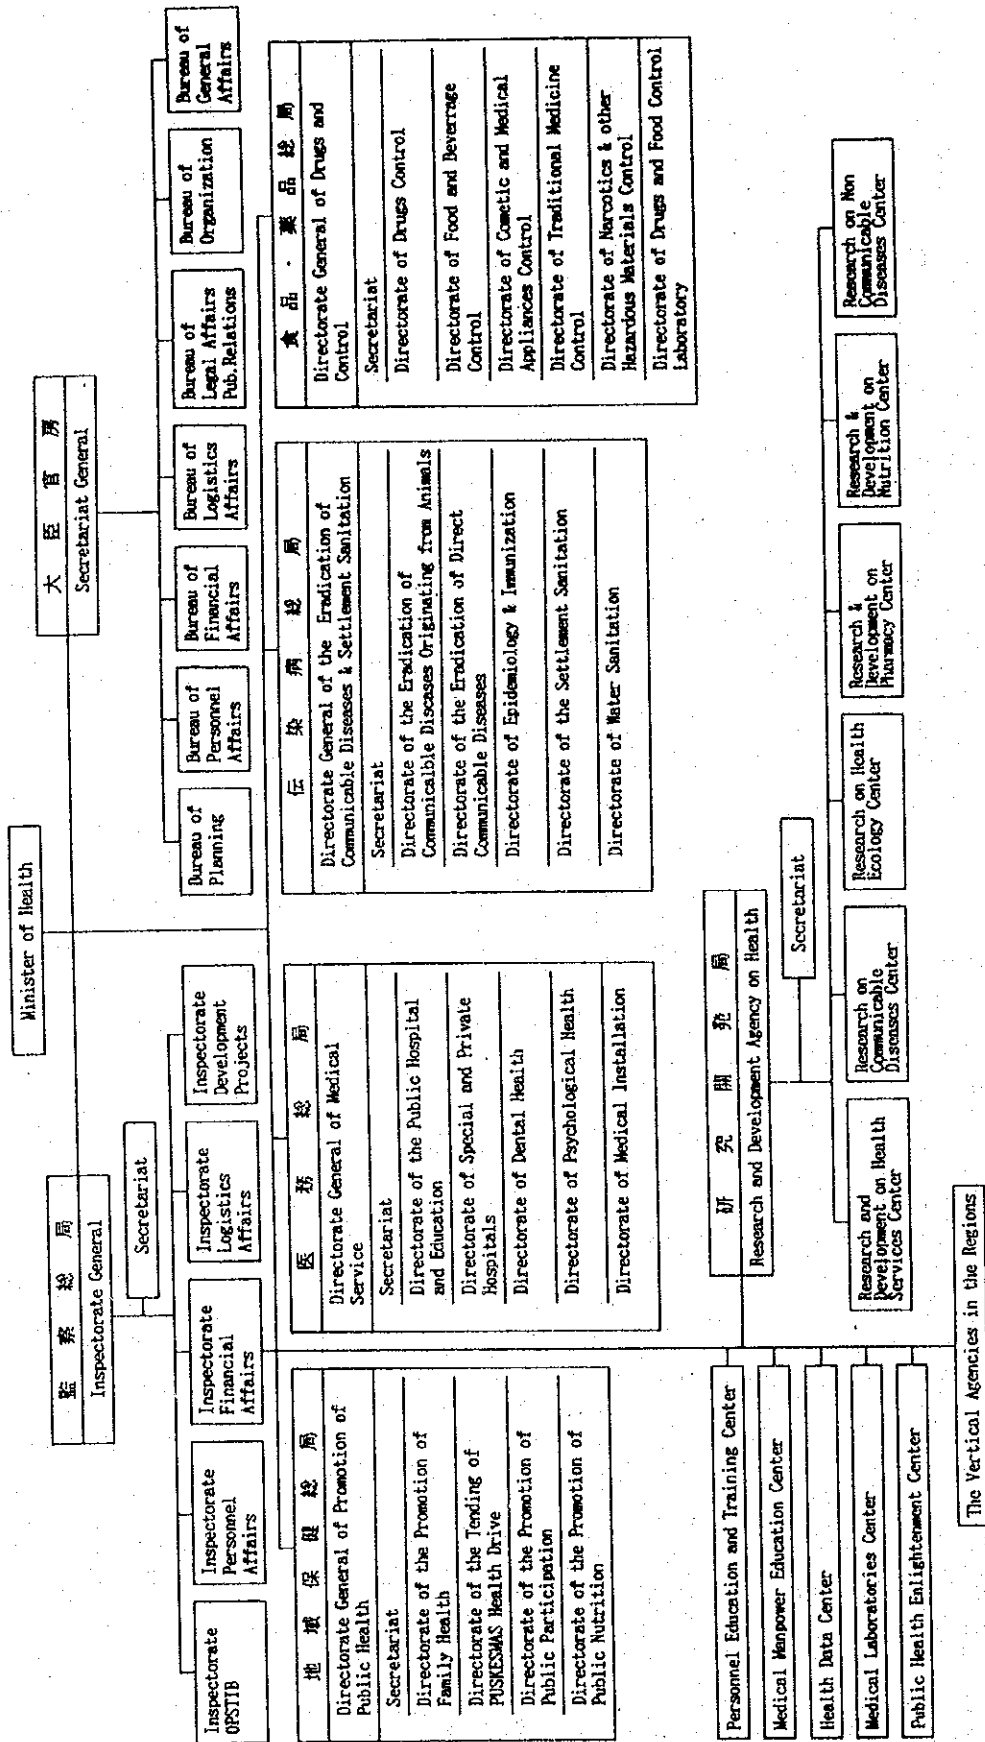 Minister of Health
監察総局
Inspectorate General
大臣官房
Secretariat General
Secretariat
Inspectorate
OPSTIB
Inspectorate
Personnel
Affairs
Inspectorate
Financial
Affairs
Inspectorate
Logistics
Affairs
Inspectorate
Development
Projects
Bureau of
Planning
Bureau of
Personnel
Affairs
Bureau of
Financial
Affairs
Bureau of
Logistics
Affairs
Bureau of
Legal Affairs
Pub.Relations
Bureau of
Organization
Bureau of
General
Affairs
地域保健総局
Directorate General of Promotion of
Public Health
Secretariat
Directorate of the Promotion of
Family Health
Directorate of the Tending of
PUSKESMAS Health Drive
Directorate of the Promotion of
Public Participation
Directorate of the Promotion of
Public Nutrition
医務総局
Directorate General of Medical
Service
Secretariat
Directorate of the Public Hospital
and Education
Directorate of Special and Private
Hospitals
Directorate of Dental Health
Directorate of Psychological Health
Directorate of Medical Installation
伝染病総局
Directorate General of the Eradication of
Communicable Diseases & Settlement Sanitation
Secretariat
Directorate of the Eradication of
Communicalble Diseases Originating from Animals
Directorate of the Eradication of Direct
Communicable Diseases
Directorate of Epidemiology & Immunization
Directorate of the Settlement Sanitation
Directorate of Water Sanitation
食品・薬品総局
Directorate General of Drugs and
Control
Secretariat
Directorate of Drugs Control
Directorate of Food and Beverrage
Control
Directorate of Cosmetic and Medical
Appliances Control
Directorate of Traditional Medicine
Control
Directorate of Narcotics & other
Hazardous Materials Control
Directorate of Drugs and Food Control
Laboratory
Personnel Education and Training Center
Medical Manpower Education Center
Health Data Center
Medical Laboratories Center
Public Health Enlightenment Center
研究開発局
Research and Development Agency on Health
Secretariat
Research and
Development on Health
Services Center
Research on
Communicable
Diseases Center
Research on Health
Ecology Center
Research &
Development on
Pharmacy Center
Research &
Development on
Nutrition Center
Research on Non
Communicable
Diseases Center
The Vertical Agencies in the Regions